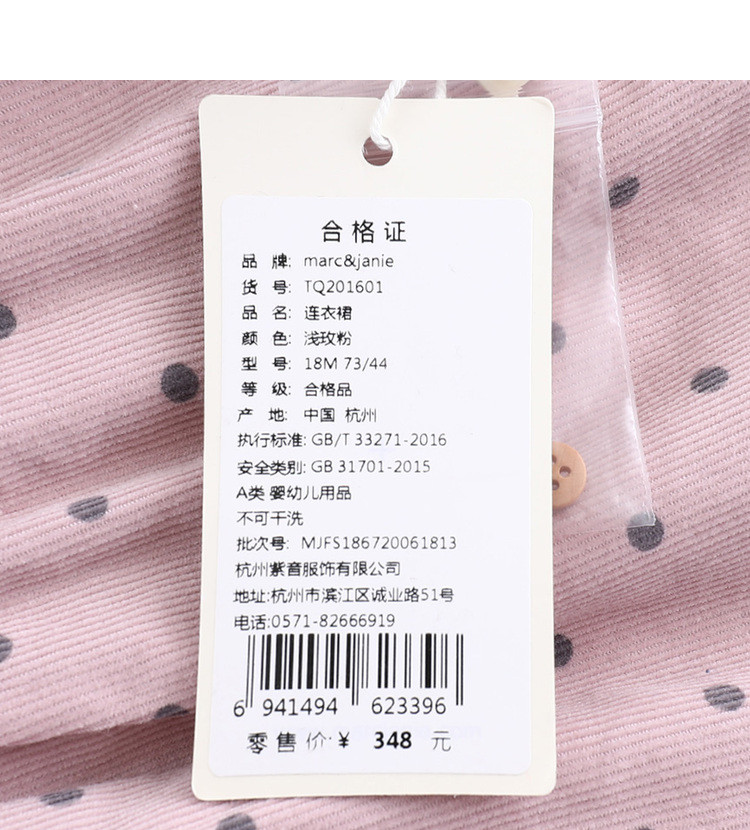 合格证
品 牌: marc&janie
货 号: TQ201601
品 名: 连衣裙
颜 色: 浅玫粉
型 号: 18M 73/44
等 级: 合格品
产 地: 中国 杭州
执行标准: GB/T 33271-2016
安全类别: GB 31701-2015
A类 婴幼儿用品
不可干洗
批次号: MJFS186720061813
杭州紫音服饰有限公司
地址:杭州市滨江区诚业路51号
电话:0571-82666919
6 941494 623396
零售价:¥ 348 元